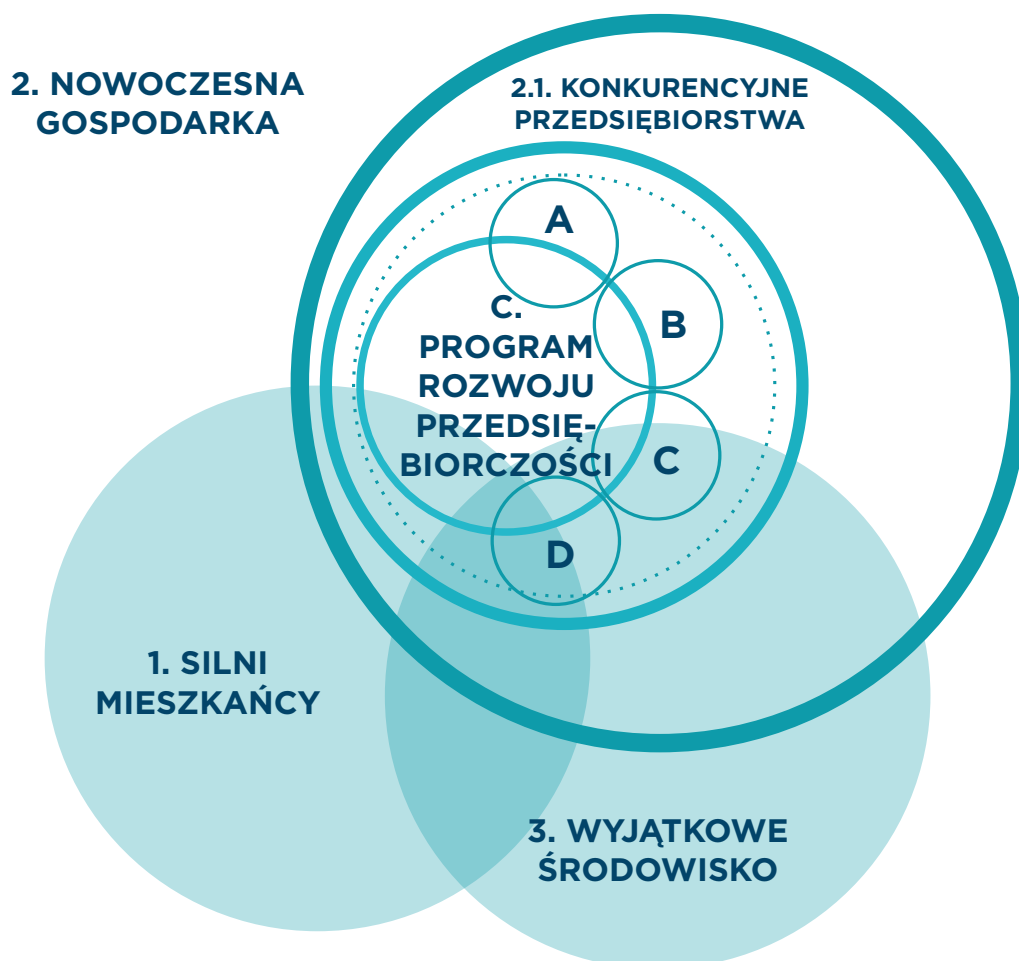 2. NOWOCZESNA
GOSPODARKA
2.1. KONKURENCYJNE
PRZEDSIĘBIORSTWA
A
B
C.
PROGRAM
ROZWOJU
PRZEDSIĘ-
BIORCZOŚCI
C
D
1. SILNI
MIESZKAŃCY
3. WYJĄTKOWE
ŚRODOWISKO